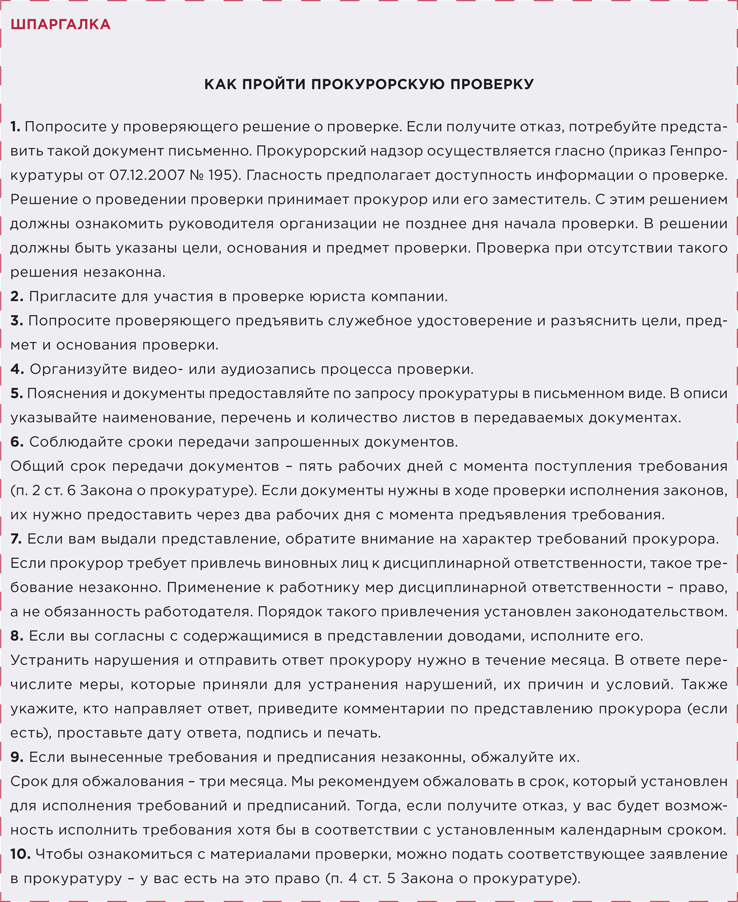 ШПАРГАЛКА
КАК ПРОЙТИ ПРОКУРОРСКУЮ ПРОВЕРКУ
1. Попросите у проверяющего решение о проверке. Если получите отказ, потребуйте предста-
вить такой документ письменно. Прокурорский надзор осуществляется гласно (приказ Генпро-
куратуры от 07.12.2007 № 195). Гласность предполагает доступность информации о проверке.
Решение о проведении проверки принимает прокурор или его заместитель. С этим решением
должны ознакомить руководителя организации не позднее дня начала проверки. В решении
должны быть указаны цели, основания и предмет проверки. Проверка при отсутствии такого
решения незаконна.
2. Пригласите для участия в проверке юриста компании.
3. Попросите проверяющего предъявить служебное удостоверение и разъяснить цели, пред-
мет и основания проверки.
4. Организуйте видео- или аудиозапись процесса проверки.
5. Пояснения и документы предоставляйте по запросу прокуратуры в письменном виде. В описи
указывайте наименование, перечень и количество листов в передаваемых документах.
6. Соблюдайте сроки передачи запрошенных документов.
Общий срок передачи документов – пять рабочих дней с момента поступления требования
(п. 2 ст. 6 Закона о прокуратуре). Если документы нужны в ходе проверки исполнения законов,
их нужно предоставить через два рабочих дня с момента предъявления требования.
7. Если вам выдали представление, обратите внимание на характер требований прокурора.
Если прокурор требует привлечь виновных лиц к дисциплинарной ответственности, такое тре-
бование незаконно. Применение к работнику мер дисциплинарной ответственности – право,
а не обязанность работодателя. Порядок такого привлечения установлен законодательством.
8. Если вы согласны с содержащимися в представлении доводами, исполните его.
Устранить нарушения и отправить ответ прокурору нужно в течение месяца. В ответе пере-
числите меры, которые приняли для устранения нарушений, их причин и условий. Также
укажите, кто направляет ответ, приведите комментарии по представлению прокурора (если
есть), проставьте дату ответа, подпись и печать.
9. Если вынесенные требования и предписания незаконны, обжалуйте их.
Срок для обжалования – три месяца. Мы рекомендуем обжаловать в срок, который установлен
для исполнения требований и предписаний. Тогда, если получите отказ, у вас будет возмож-
ность исполнить требования хотя бы в соответствии с установленным календарным сроком.
10. Чтобы ознакомиться с материалами проверки, можно подать соответствующее заявление
в прокуратуру – у вас есть на это право (п. 4 ст. 5 Закона о прокуратуре).